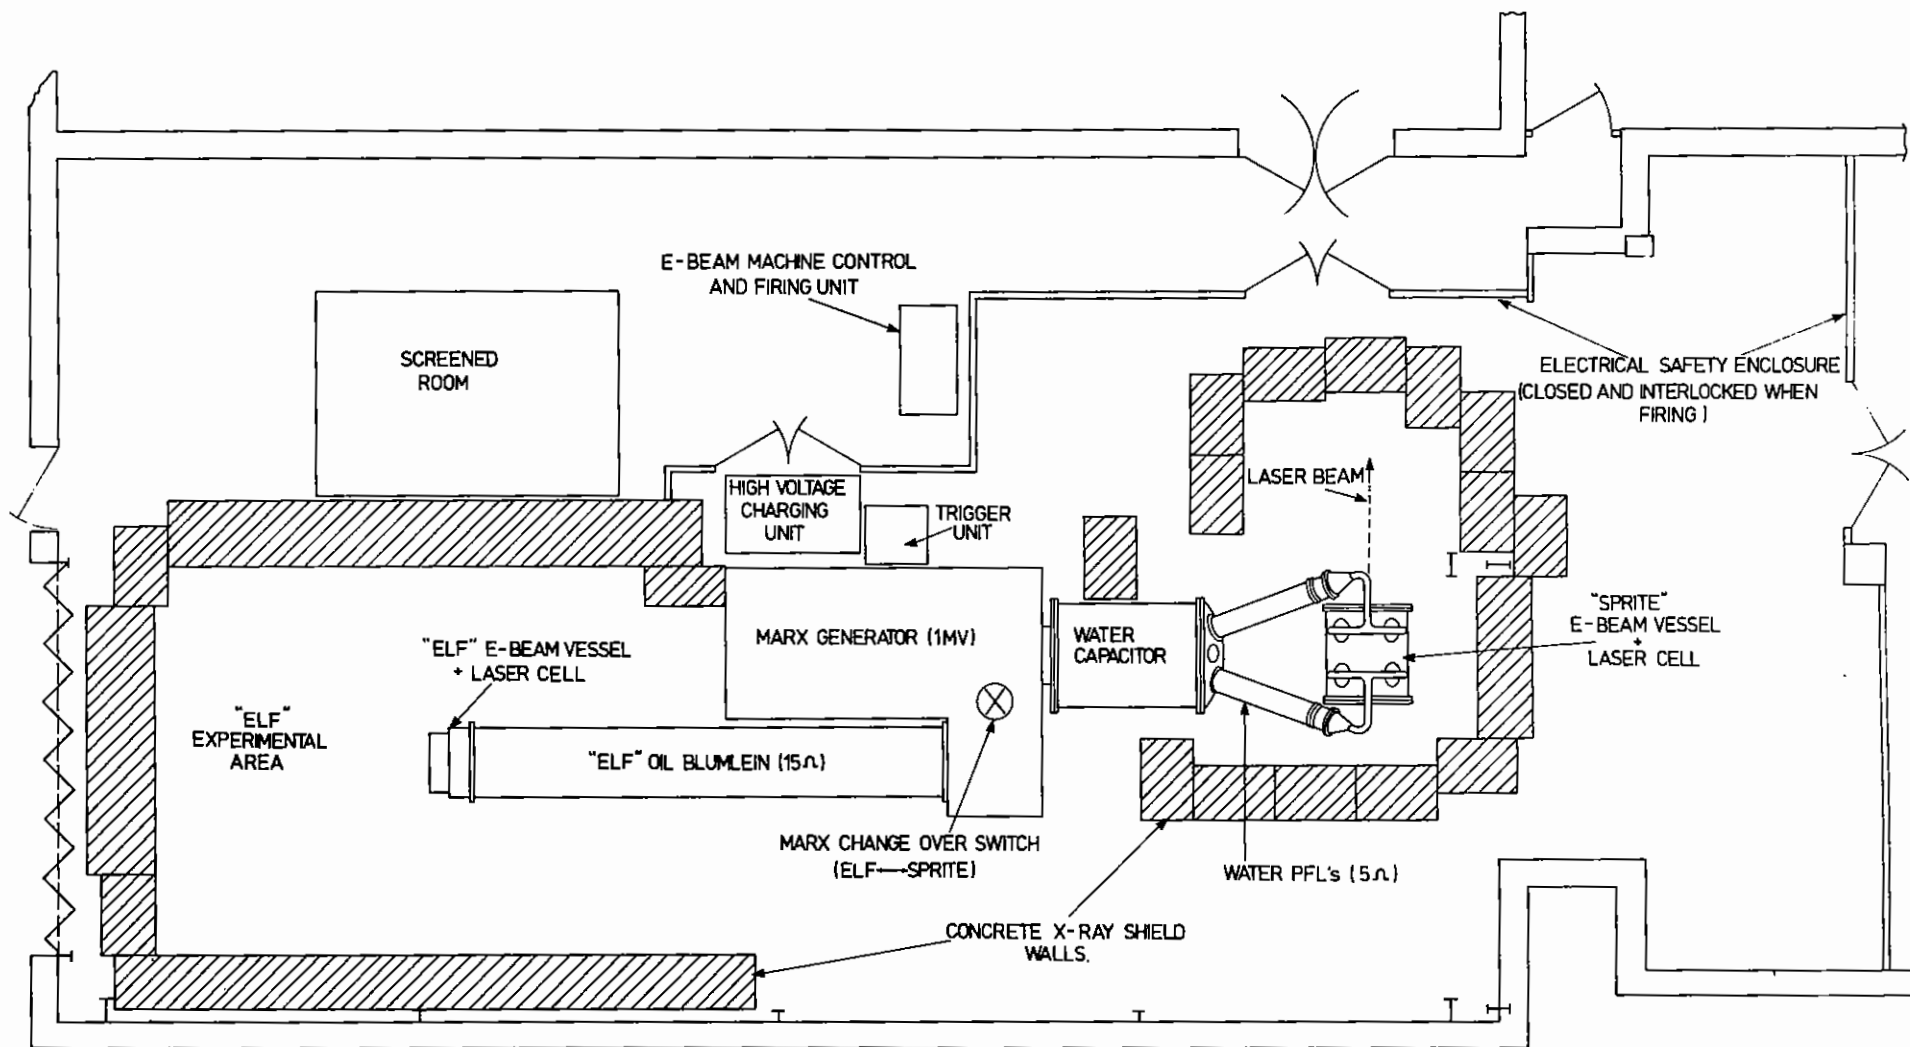 E-BEAM MACHINE CONTROL
AND FIRING UNIT
SCREENED
ROOM
ELECTRICAL SAFETY ENCLOSURE
(CLOSED AND INTERLOCKED WHEN
FIRING)
LASER BEAM
HIGH VOLTAGE
CHARGING
UNIT
TRIGGER
UNIT
"SPRITE"
E-BEAM VESSEL
+
LASER CELL
MARX GENERATOR (1MV)
WATER
CAPACITOR
"ELF" E-BEAM VESSEL
+ LASER CELL
"ELF"
EXPERIMENTAL
AREA
"ELF" OIL BLUMLEIN (15Ω)
MARX CHANGE OVER SWITCH
(ELF⟷SPRITE)
WATER PFL's (5Ω)
CONCRETE X-RAY SHIELD
WALLS.